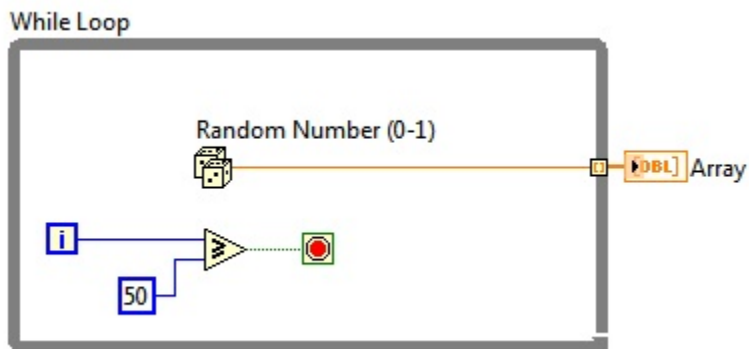 While Loop
Random Number (0-1)
[DBL] Array
i
≥
50